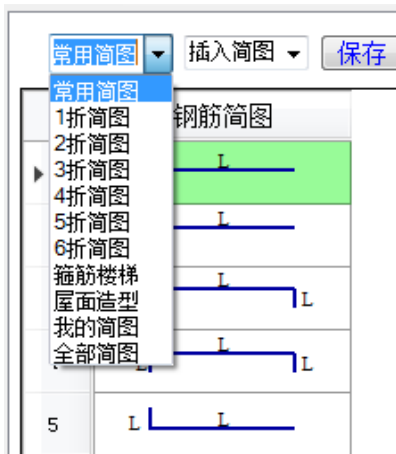 常用简图 插入简图 保存
常用简图
1折简图
2折简图
3折简图
4折简图
5折简图
6折简图
箍筋楼梯
屋面造型
我的简图
全部简图
钢筋简图
L
L
L L
L L
5 L L